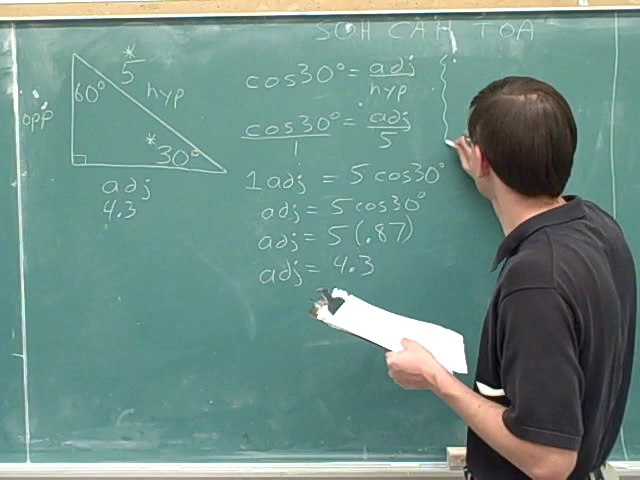 SOH CAH TOA
*
5
hyp
60°
opp
*
30°
adj
4.3
cos30° = adj
hyp
cos30° = adj
1 5
1adj = 5cos30°
adj = 5cos30°
adj = 5(.87)
adj = 4.3